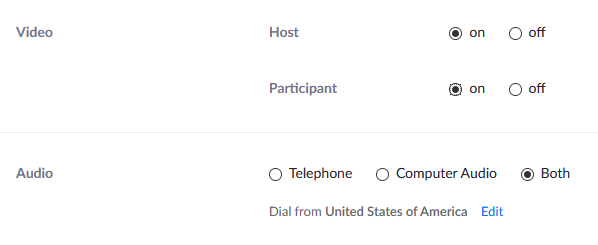 Video Host on off
Participant on off
Audio Telephone Computer Audio Both
Dial from United States of America Edit